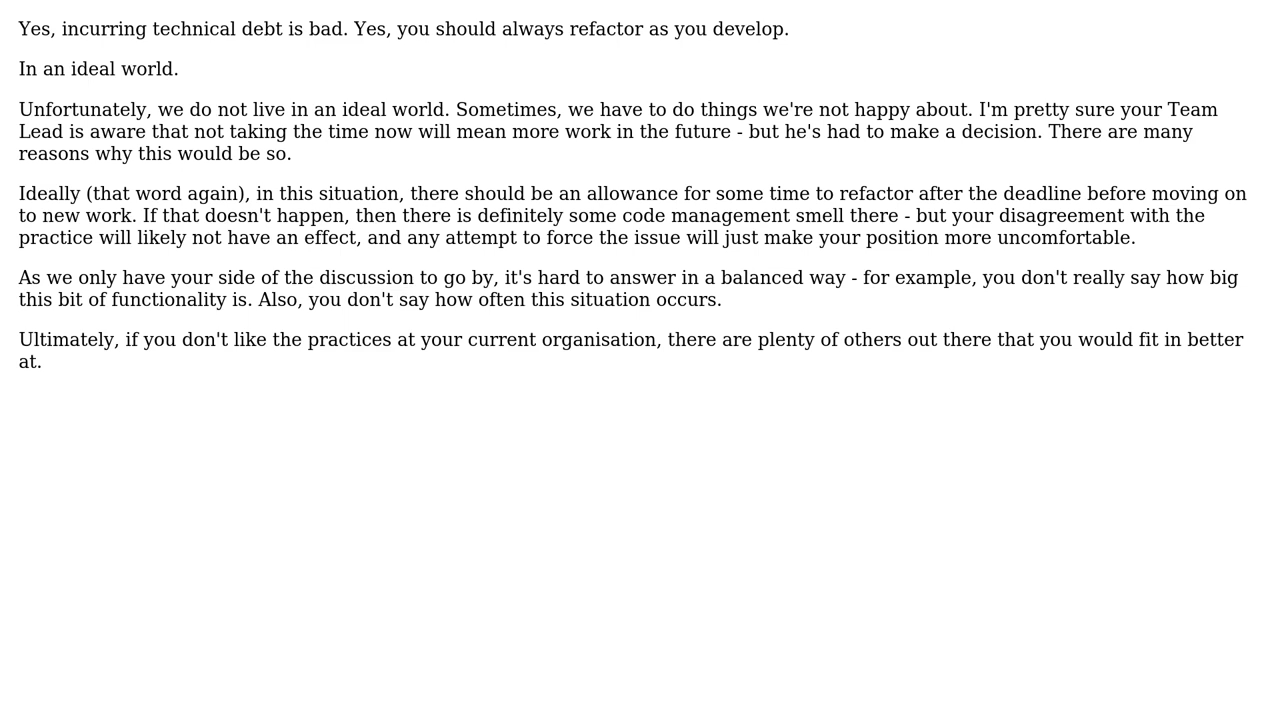 Yes, incurring technical debt is bad. Yes, you should always refactor as you develop.
In an ideal world.
Unfortunately, we do not live in an ideal world. Sometimes, we have to do things we're not happy about. I'm pretty sure your Team
Lead is aware that not taking the time now will mean more work in the future - but he's had to make a decision. There are many
reasons why this would be so.
Ideally (that word again), in this situation, there should be an allowance for some time to refactor after the deadline before moving on
to new work. If that doesn't happen, then there is definitely some code management smell there - but your disagreement with the
practice will likely not have an effect, and any attempt to force the issue will just make your position more uncomfortable.
As we only have your side of the discussion to go by, it's hard to answer in a balanced way - for example, you don't really say how big
this bit of functionality is. Also, you don't say how often this situation occurs.
Ultimately, if you don't like the practices at your current organisation, there are plenty of others out there that you would fit in better
at.